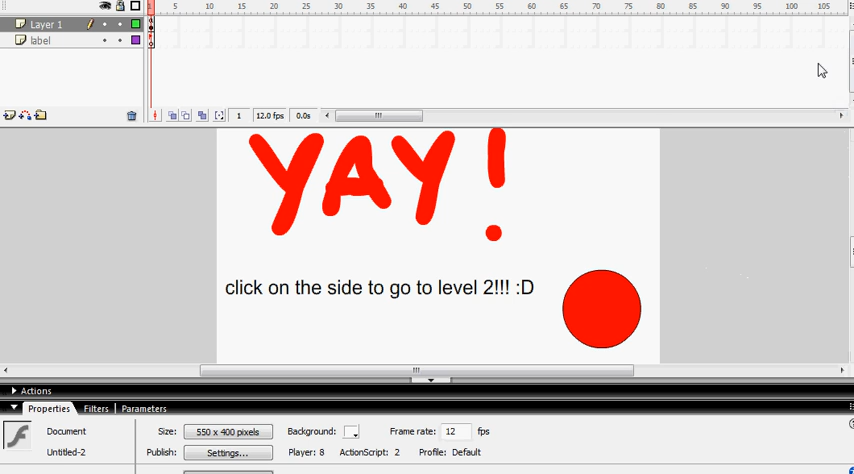 1 5 10 15 20 25 30 35 40 45 50 55 60 65 70 75 80 85 90 95 100 105
Layer 1
label
1 12.0 fps 0.0s
YAY!
click on the side to go to level 2!!! :D
Actions
Properties Filters Parameters
Document Size: 550 x 400 pixels Background: Frame rate: 12 fps
Untitled-2 Publish: Settings... Player: 8 ActionScript: 2 Profile: Default